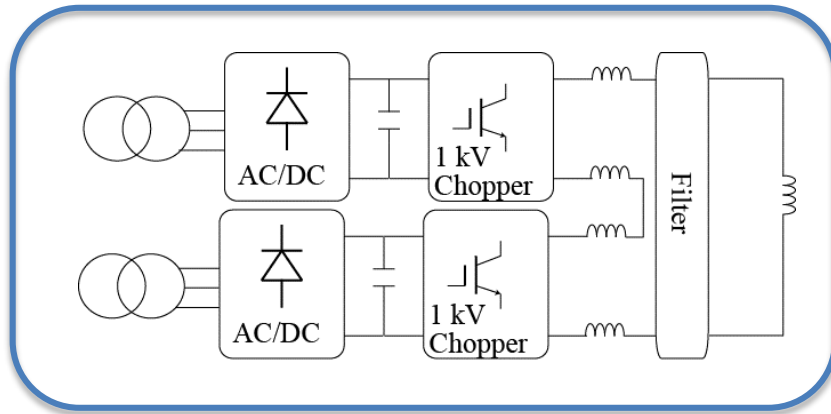 AC/DC
1 kV
Chopper
Filter
AC/DC
1 kV
Chopper